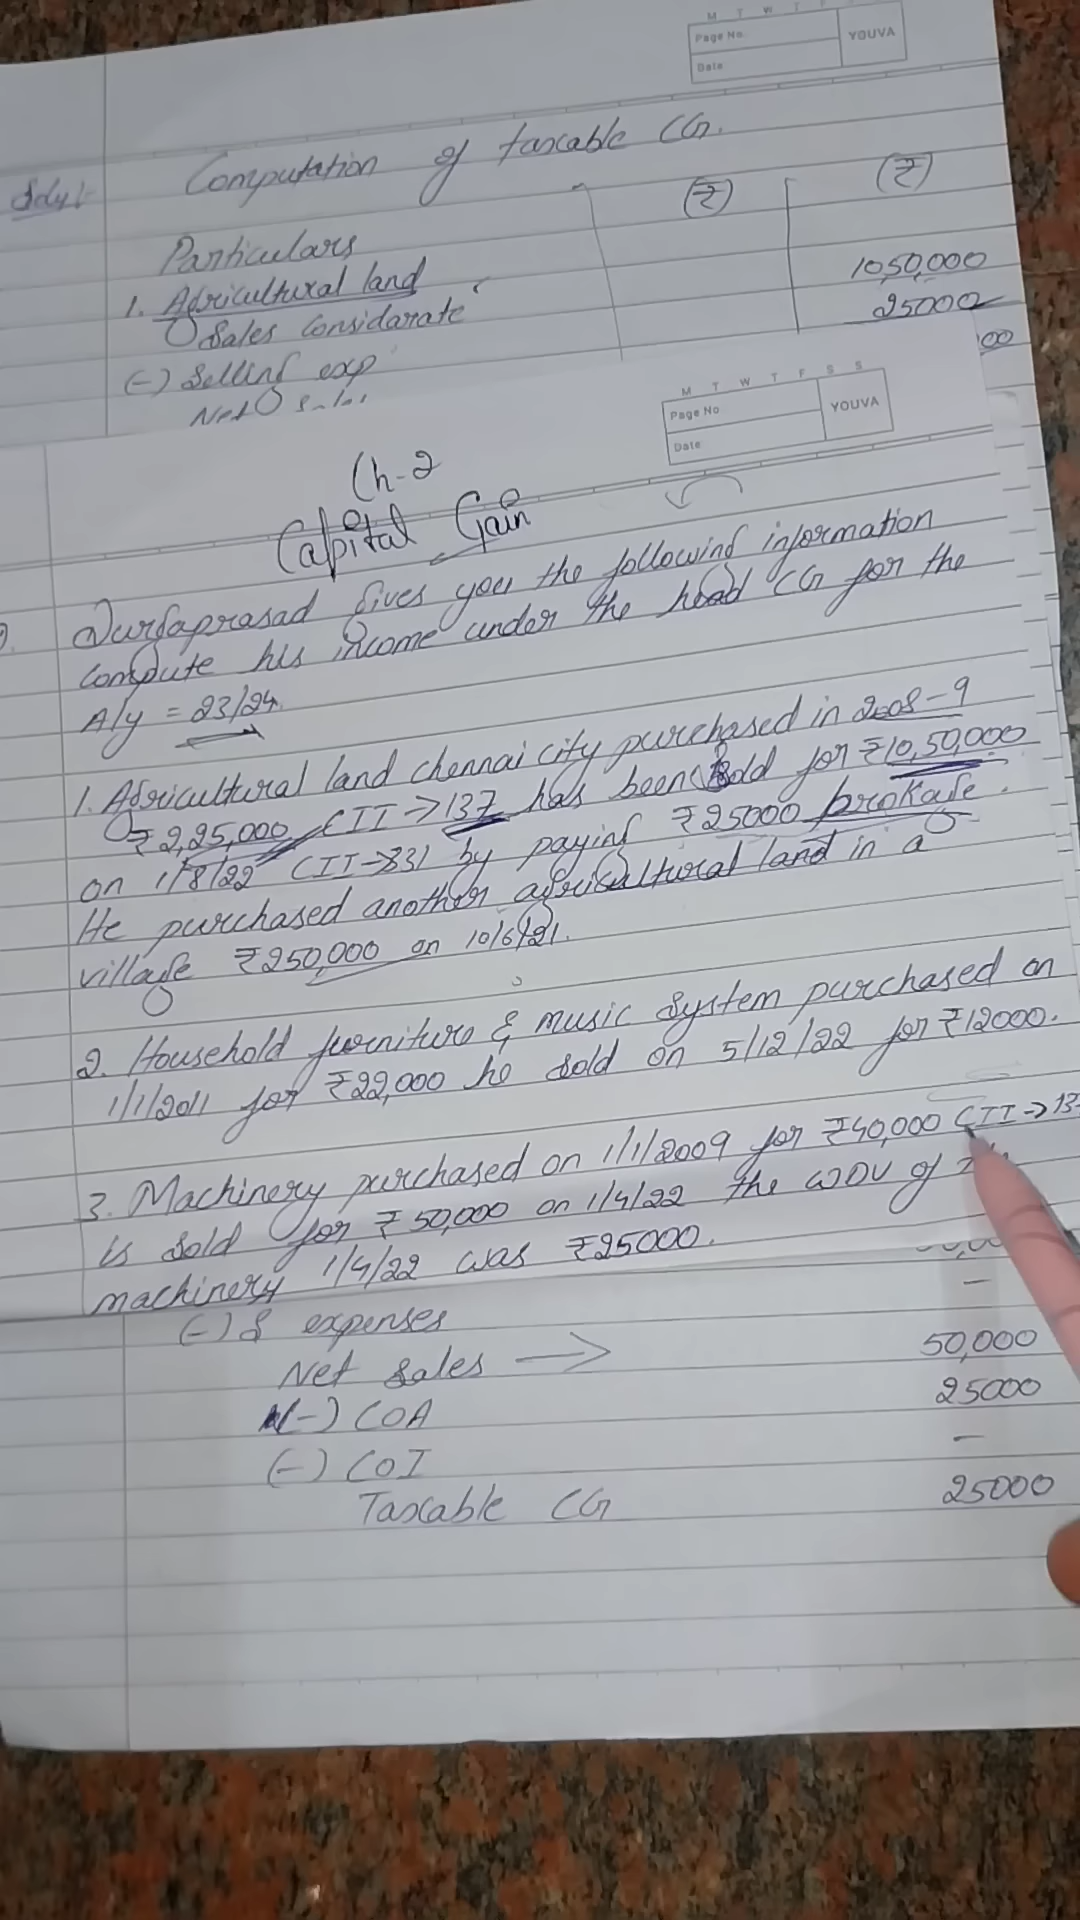 M T W T F
Page No.
YOUVA
Date
Soln:-
Computation of taxable CG.
(₹) (₹)
Particulars
1. Agricultural land
Sales Considarate 1050,000
(-) Selling exp 25000
Net
00
M T W T F S S
Page No
YOUVA
Date
Ch-2
Capital Gain
Durgaprasad gives you the following information
compute his income under the head CG for the
A/y = 23/24.
1. Agricultural land chennai city purchased in 2008-9
₹2,25,000 CII → 137 has been sold for ₹10,50,000
on 1/8/22 (II→331 by paying ₹25000 brokage.
He purchased another agricultural land in a
village ₹250,000 on 10/6/21.
2. Household furniture & music system purchased on
1/1/2011 for ₹22,000 he sold on 5/12/22 for ₹12000.
3. Machinery purchased on 1/1/2009 for ₹40,000 CII → 13
is sold for ₹50,000 on 1/4/22 the WDV of
machinery 1/4/22 was ₹25000.
(-) S expenses —
Net Sales → 50,000
(-) COA 25000
(-) COI —
Taxable CG 25000